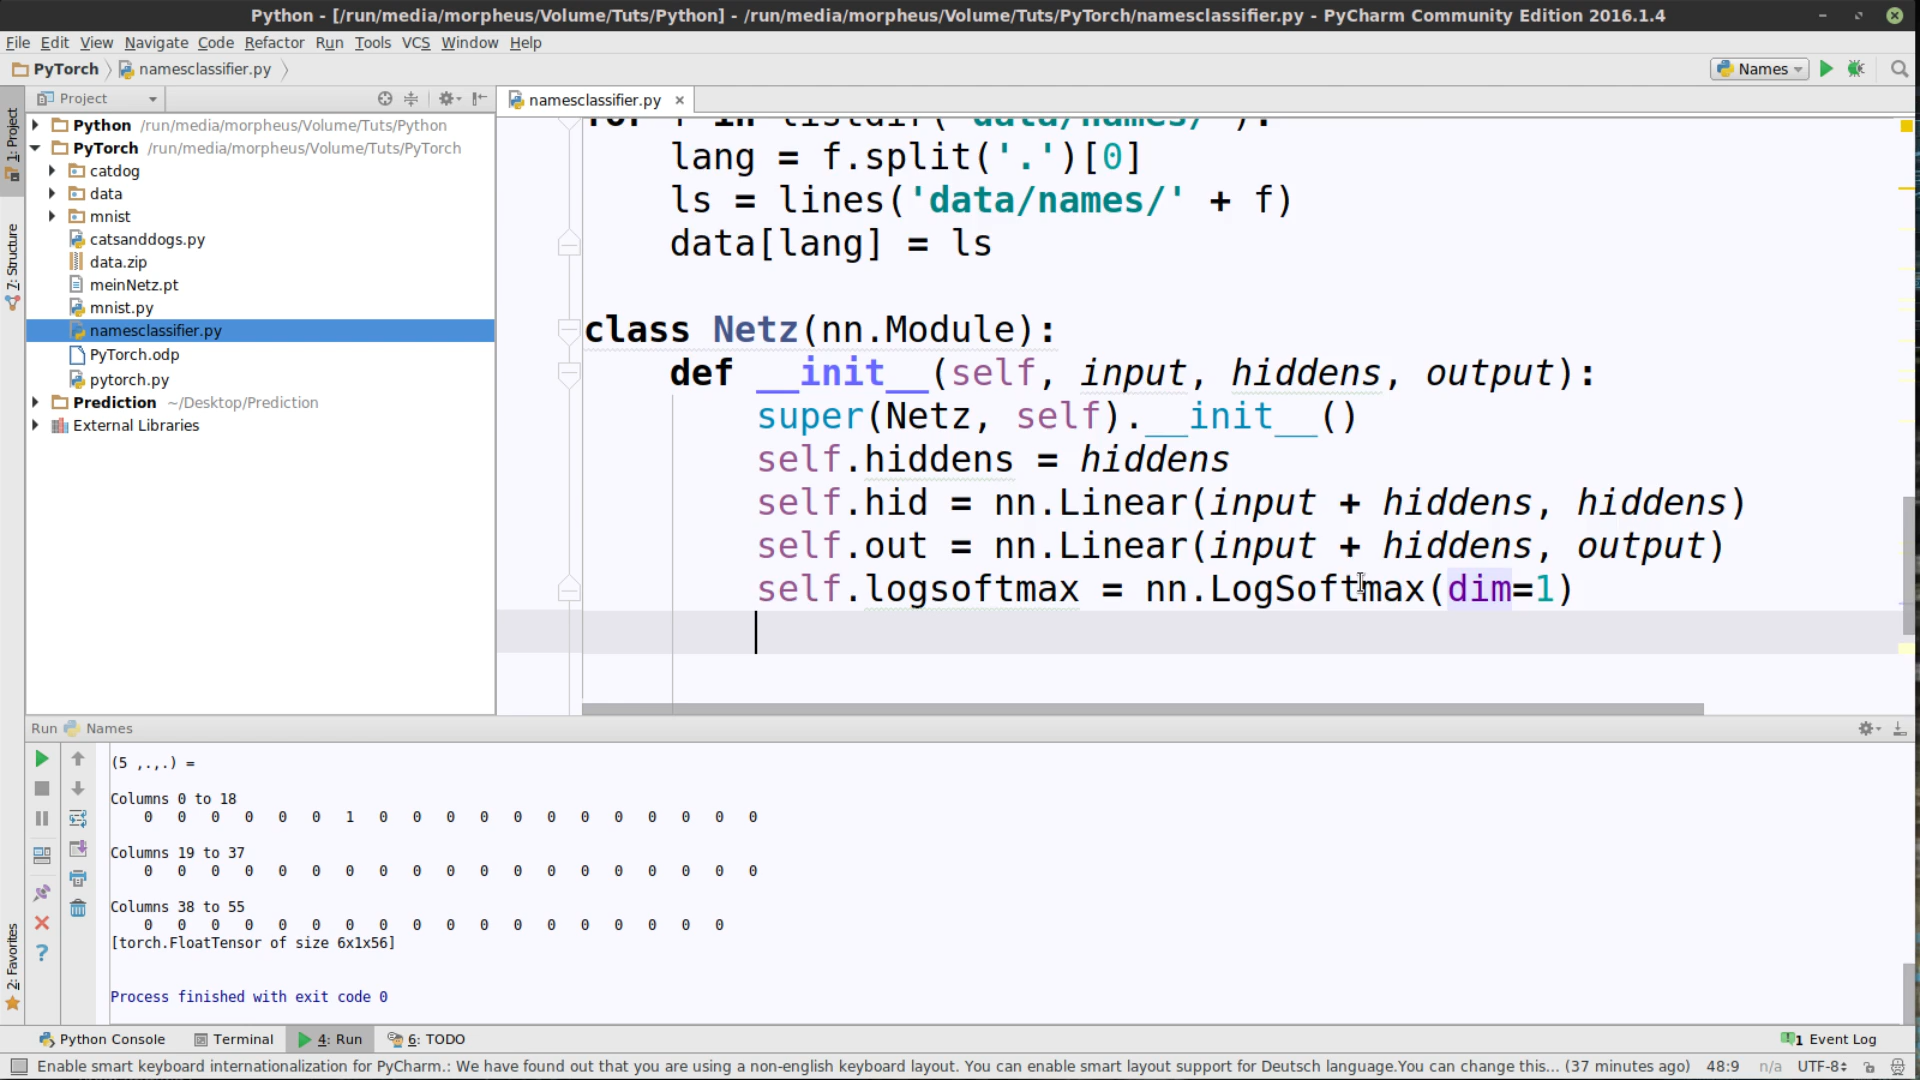 Python - [/run/media/morpheus/Volume/Tuts/Python] - /run/media/morpheus/Volume/Tuts/PyTorch/namesclassifier.py - PyCharm Community Edition 2016.1.4
File Edit View Navigate Code Refactor Run Tools VCS Window Help
PyTorch namesclassifier.py Names
Project namesclassifier.py
1: Project
7: Structure
2: Favorites
Python /run/media/morpheus/Volume/Tuts/Python
PyTorch /run/media/morpheus/Volume/Tuts/PyTorch
catdog
data
mnist
catsanddogs.py
data.zip
meinNetz.pt
mnist.py
namesclassifier.py
PyTorch.odp
pytorch.py
Prediction ~/Desktop/Prediction
External Libraries
for f in listdir('data/names/'):
lang = f.split('.')[0]
ls = lines('data/names/' + f)
data[lang] = ls
class Netz(nn.Module):
def __init__(self, input, hiddens, output):
super(Netz, self).__init__()
self.hiddens = hiddens
self.hid = nn.Linear(input + hiddens, hiddens)
self.out = nn.Linear(input + hiddens, output)
self.logsoftmax = nn.LogSoftmax(dim=1)
Run Names
(5 ,.,.) =
Columns 0 to 18
0 0 0 0 0 0 1 0 0 0 0 0 0 0 0 0 0 0 0
Columns 19 to 37
0 0 0 0 0 0 0 0 0 0 0 0 0 0 0 0 0 0 0
Columns 38 to 55
0 0 0 0 0 0 0 0 0 0 0 0 0 0 0 0 0 0
[torch.FloatTensor of size 6x1x56]
Process finished with exit code 0
Python Console Terminal 4: Run 6: TODO 1 Event Log
Enable smart keyboard internationalization for PyCharm.: We have found out that you are using a non-english keyboard layout. You can enable smart layout support for Deutsch language.You can change this... (37 minutes ago) 48:9 n/a UTF-8